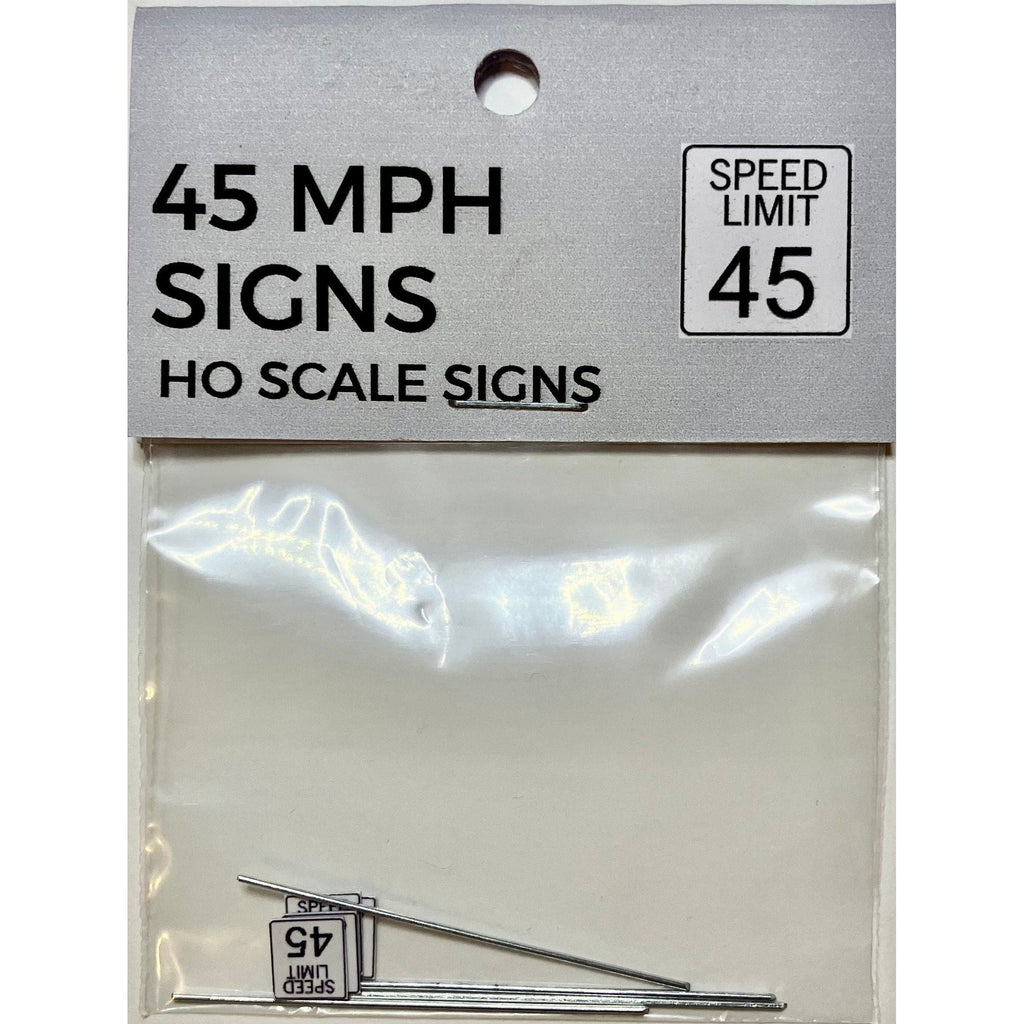 45 MPH
SIGNS
HO SCALE SIGNS
SPEED
LIMIT
45
SPEED
LIMIT
45